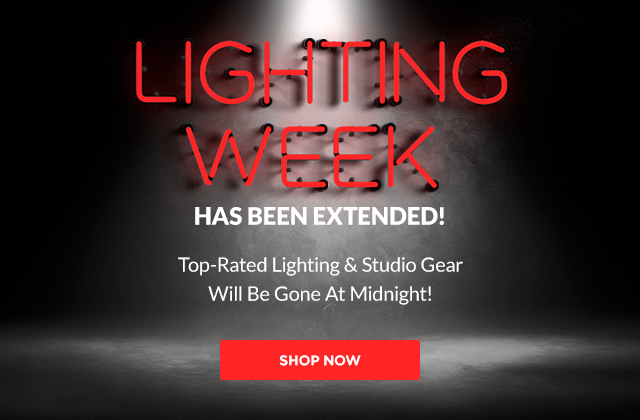 LIGHTING
WEEK
HAS BEEN EXTENDED!
Top-Rated Lighting & Studio Gear
Will Be Gone At Midnight!
SHOP NOW